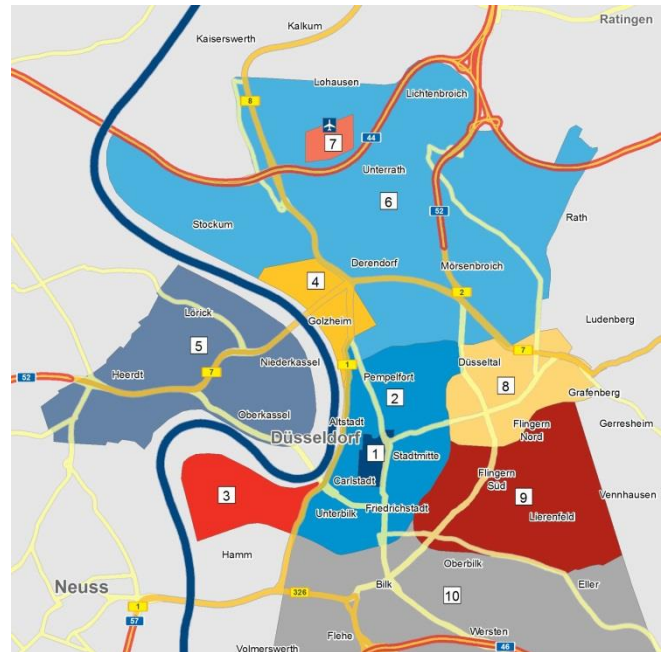 Kalkum
Ratingen
Kaiserswerth
Lohausen
Lichtenbroich
8
7
44
Unterrath
6
52
Rath
Stockum
Derendorf
Mörsenbroich
4
2
Lörick
Golzheim
Ludenberg
5
Niederkassel
1
7
Düsseltal
7
52
Heerdt
Pempelfort
8
2
Grafenberg
Oberkassel
Altstadt
Flingern
Nord
Gerresheim
Düsseldorf
1
Stadtmitte
3
Carlstadt
Flingern
Süd
9
Vennhausen
Unterbilk
Friedrichstadt
Lierenfeld
Hamm
Oberbilk
Neuss
Bilk
Eller
326
10
1
57
Volmerswerth
Flehe
Wersten
46